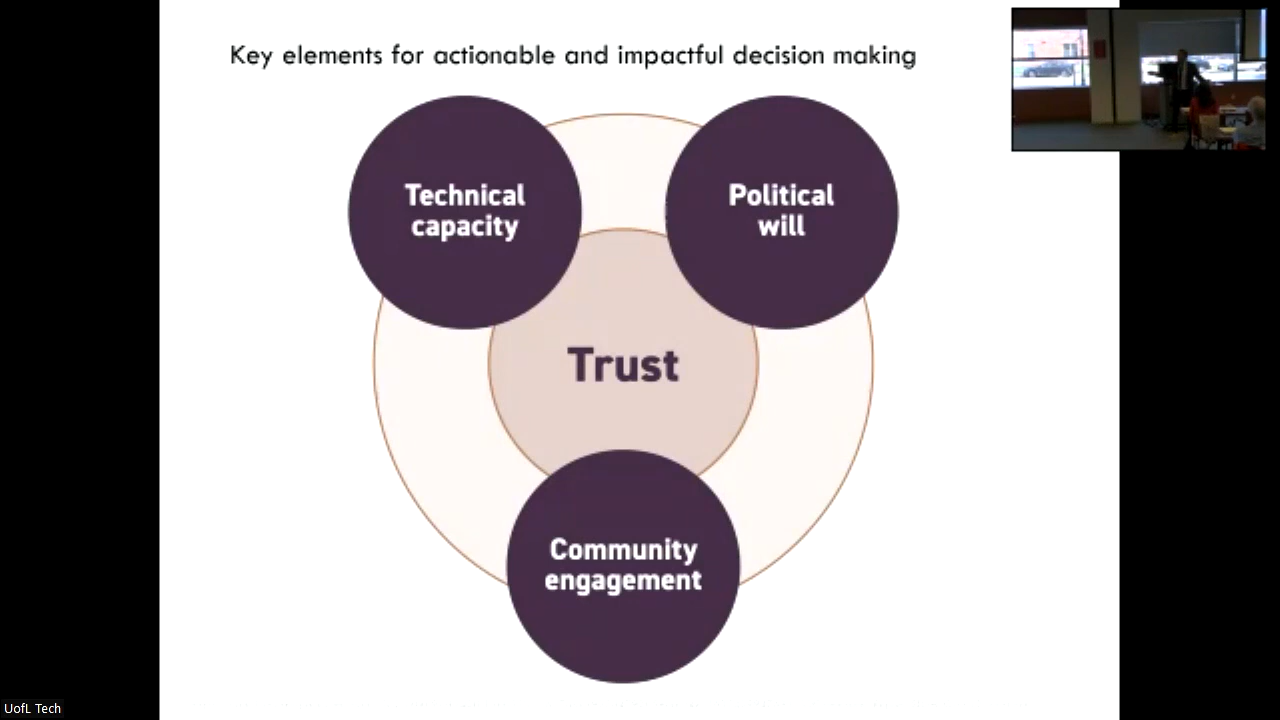 Key elements for actionable and impactful decision making
Technical
capacity
Political
will
Trust
Community
engagement
UofL Tech